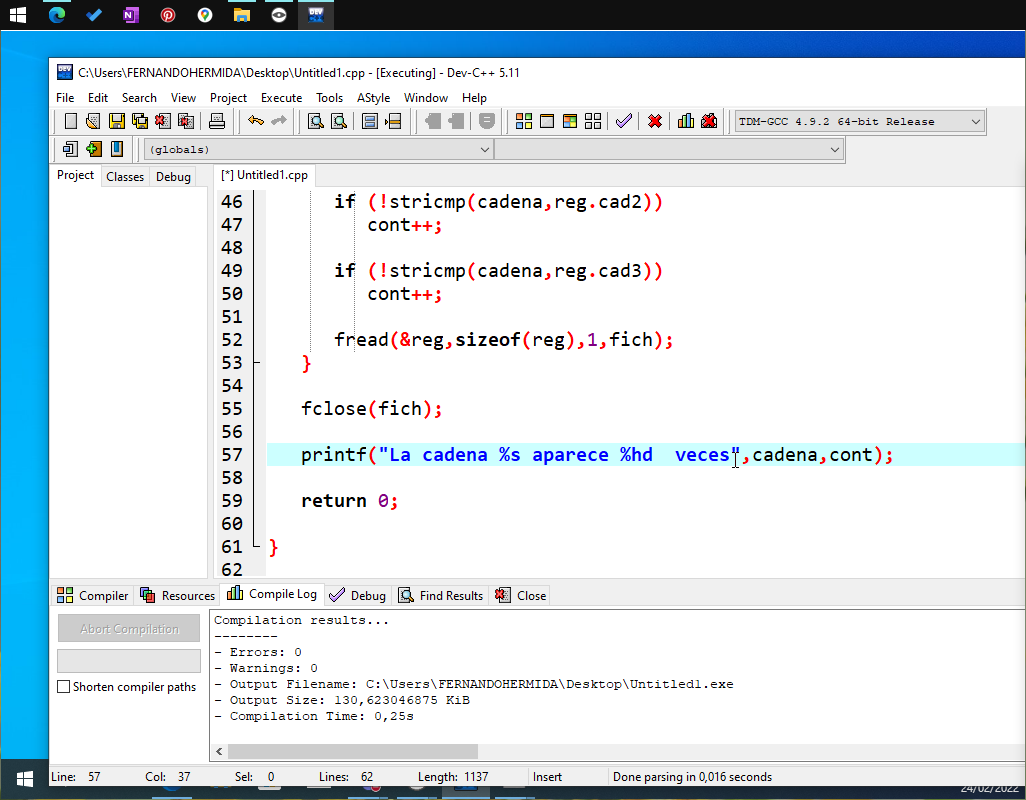 DEV
C:\Users\FERNANDOHERMIDA\Desktop\Untitled1.cpp - [Executing] - Dev-C++ 5.11
File Edit Search View Project Execute Tools AStyle Window Help
TDM-GCC 4.9.2 64-bit Release
(globals)
Project Classes Debug [*] Untitled1.cpp
46 if (!stricmp(cadena,reg.cad2))
47 cont++;
48
49 if (!stricmp(cadena,reg.cad3))
50 cont++;
51
52 fread(&reg,sizeof(reg),1,fich);
53 }
54
55 fclose(fich);
56
57 printf("La cadena %s aparece %hd  veces",cadena,cont);
58
59 return 0;
60
61 }
62
Compiler Resources Compile Log Debug Find Results Close
Abort Compilation
Shorten compiler paths
Compilation results...
--------
- Errors: 0
- Warnings: 0
- Output Filename: C:\Users\FERNANDOHERMIDA\Desktop\Untitled1.exe
- Output Size: 130,623046875 KiB
- Compilation Time: 0,25s
Line: 57 Col: 37 Sel: 0 Lines: 62 Length: 1137 Insert Done parsing in 0,016 seconds
24/02/2022